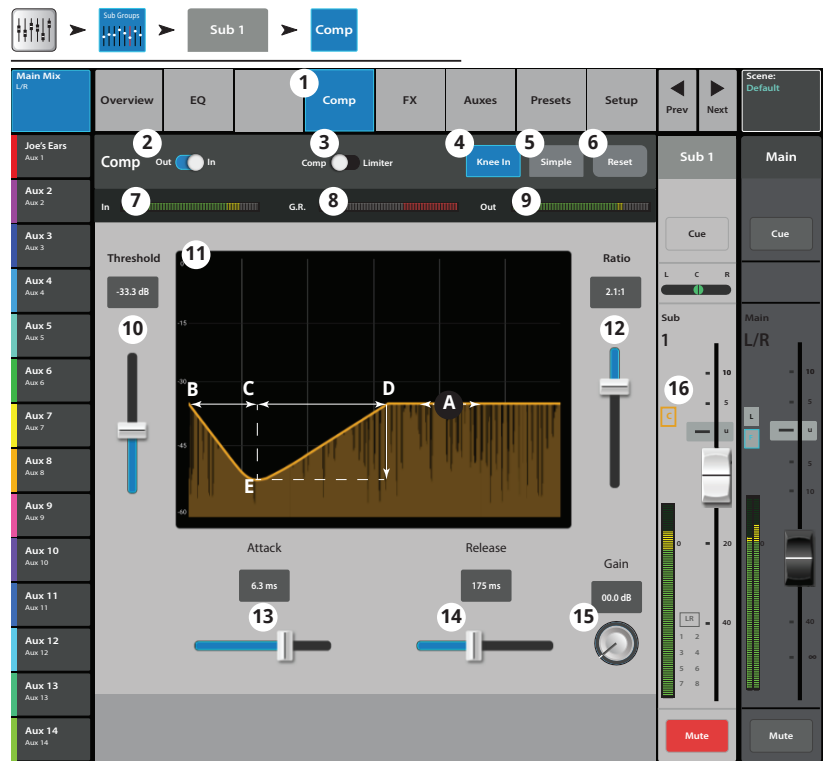 Sub Groups
Sub 1
Comp
Main Mix
L/R
Overview
EQ
1
Comp
FX
Auxes
Presets
Setup
Prev
Next
Scene:
Default
Joe's Ears
Aux 1
Aux 2
Aux 2
Aux 3
Aux 3
Aux 4
Aux 4
Aux 5
Aux 5
Aux 6
Aux 6
Aux 7
Aux 7
Aux 8
Aux 8
Aux 9
Aux 9
Aux 10
Aux 10
Aux 11
Aux 11
Aux 12
Aux 12
Aux 13
Aux 13
Aux 14
Aux 14
Comp
2
Out
In
3
Comp
Limiter
4
Knee In
5
Simple
6
Reset
In
7
G.R.
8
Out
9
Threshold
-33.3 dB
10
11
0
-15
-30
-45
-60
B
C
D
A
E
Ratio
2.1:1
12
Attack
6.3 ms
13
Release
175 ms
14
Gain
00.0 dB
15
Sub 1
Cue
L C R
Sub
1
16
C
10
5
u
0
20
40
LR
1 2
3 4
5 6
7 8
Mute
Main
Cue
Main
L/R
L
10
5
u
5
10
20
40
∞
Mute